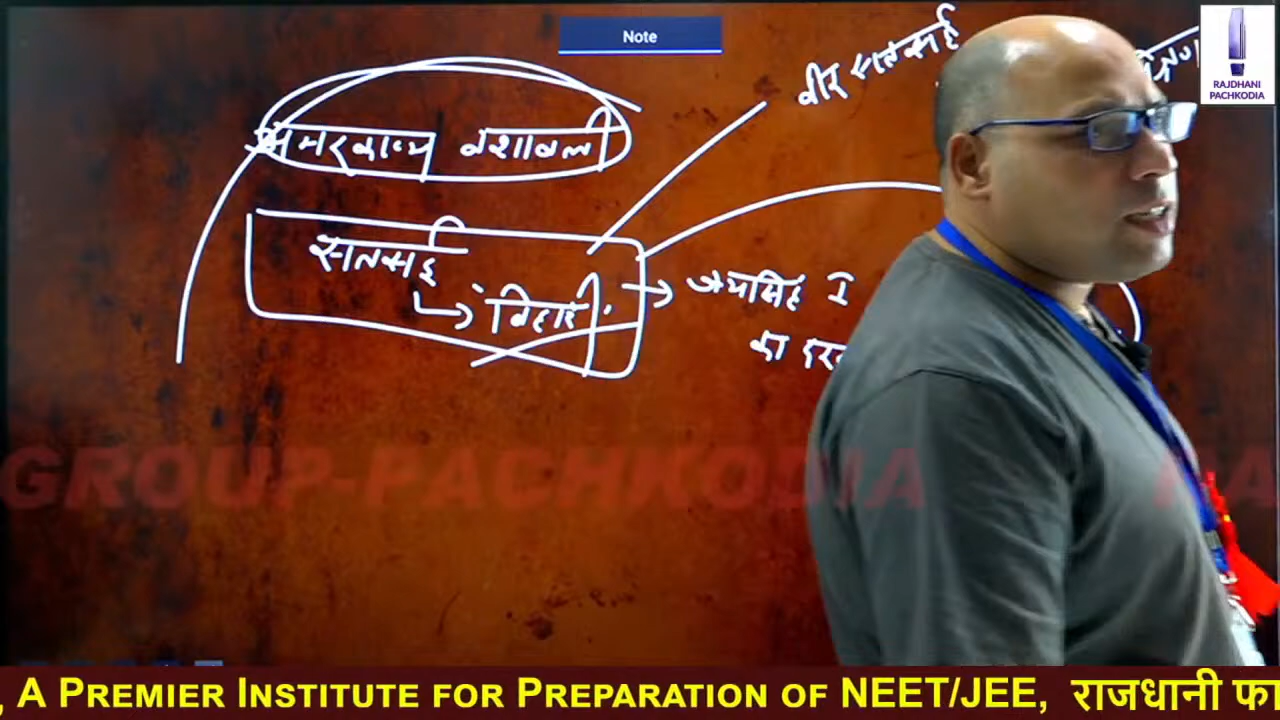 Note
वीर सतसई
RAJDHANI
PACHKODIA
अमरकाव्य वंशावली
सतसई
बिहारी
जयसिंह I
का
GROUP-PACHKODIA
, A PREMIER INSTITUTE FOR PREPARATION OF NEET/JEE, राजधानी फा